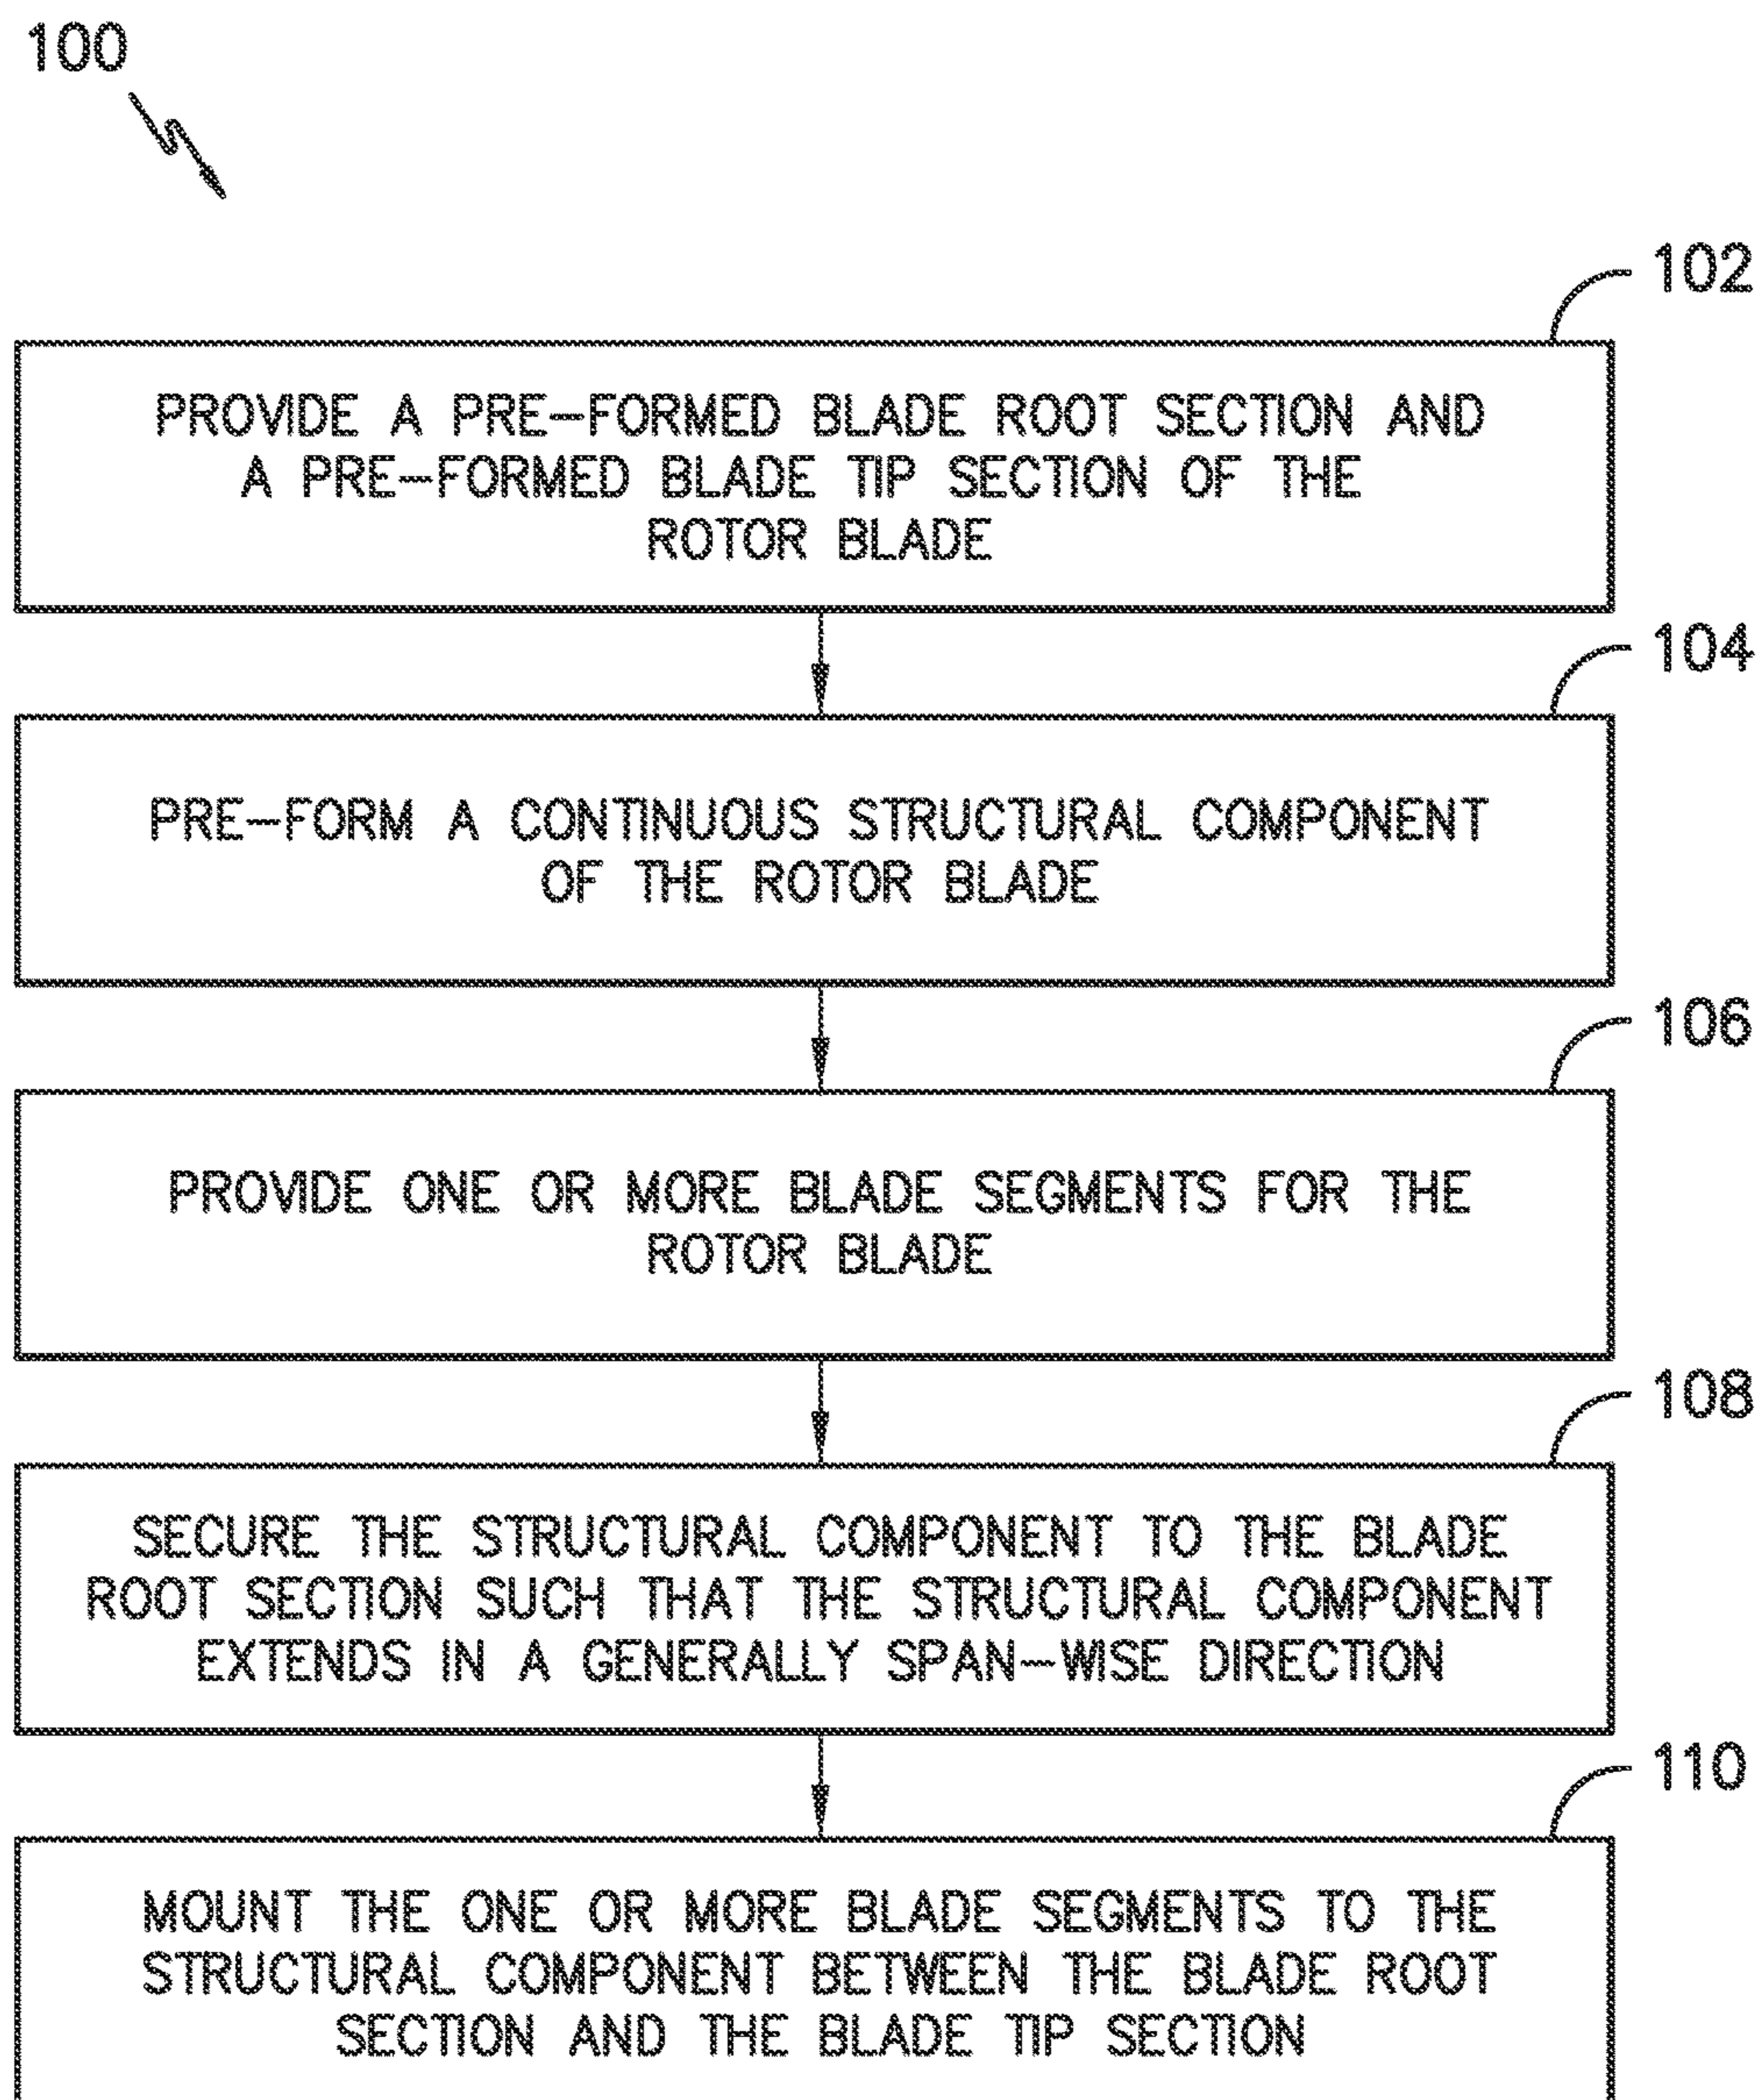 100
102
PROVIDE A PRE-FORMED BLADE ROOT SECTION AND
A PRE-FORMED BLADE TIP SECTION OF THE
ROTOR BLADE
104
PRE-FORM A CONTINUOUS STRUCTURAL COMPONENT
OF THE ROTOR BLADE
106
PROVIDE ONE OR MORE BLADE SEGMENTS FOR THE
ROTOR BLADE
108
SECURE THE STRUCTURAL COMPONENT TO THE BLADE
ROOT SECTION SUCH THAT THE STRUCTURAL COMPONENT
EXTENDS IN A GENERALLY SPAN-WISE DIRECTION
110
MOUNT THE ONE OR MORE BLADE SEGMENTS TO THE
STRUCTURAL COMPONENT BETWEEN THE BLADE ROOT
SECTION AND THE BLADE TIP SECTION